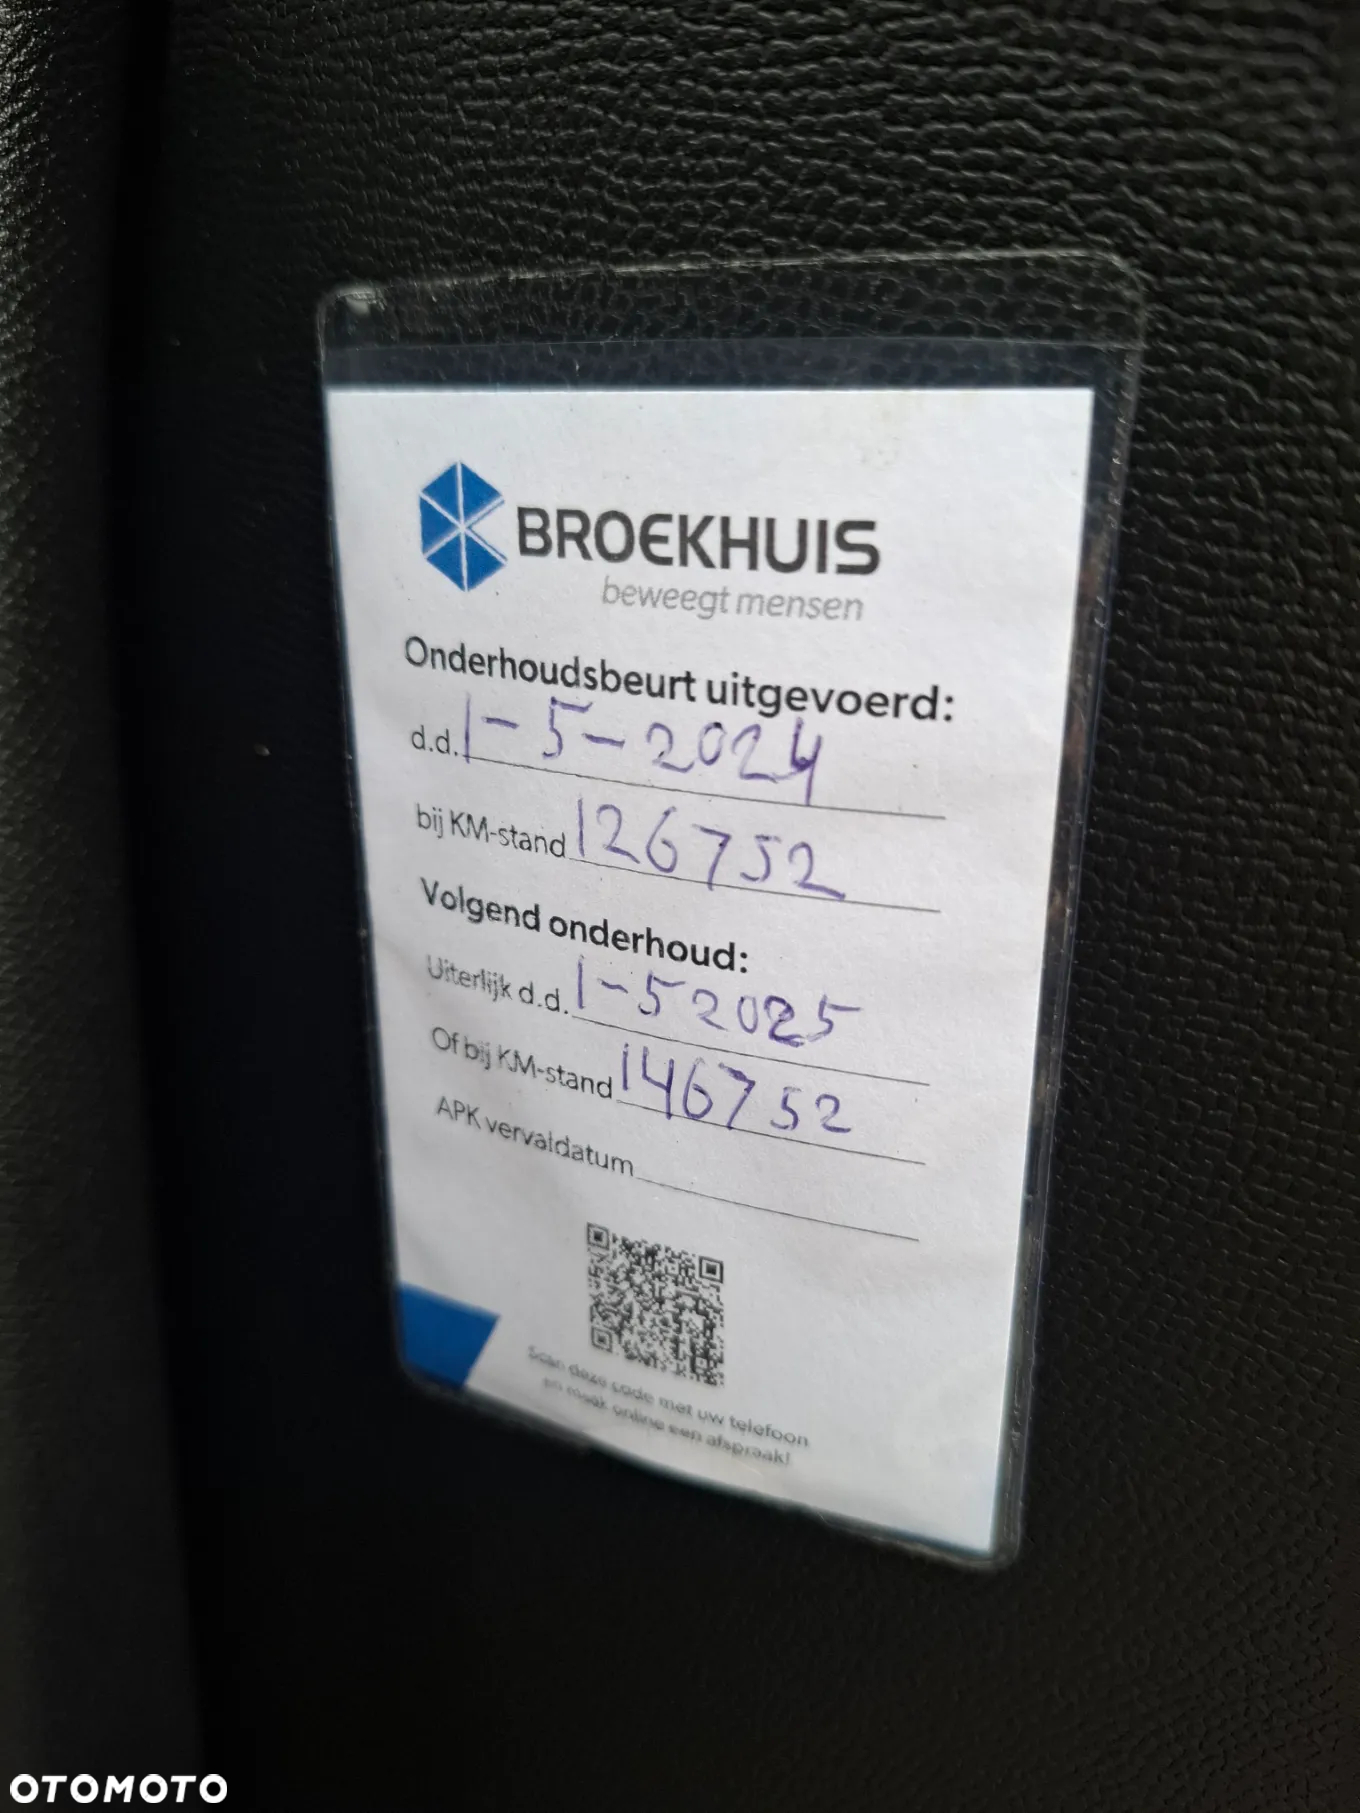 BROEKHUIS
beweegt mensen
Onderhoudsbeurt uitgevoerd:
d.d. 1-5-2024
bij KM-stand 126752
Volgend onderhoud:
Uiterlijk d.d. 1-5 2025
Of bij KM-stand 146752
APK vervaldatum
Scan deze code met uw telefoon
en maak online een afspraak!
OTOMOTO